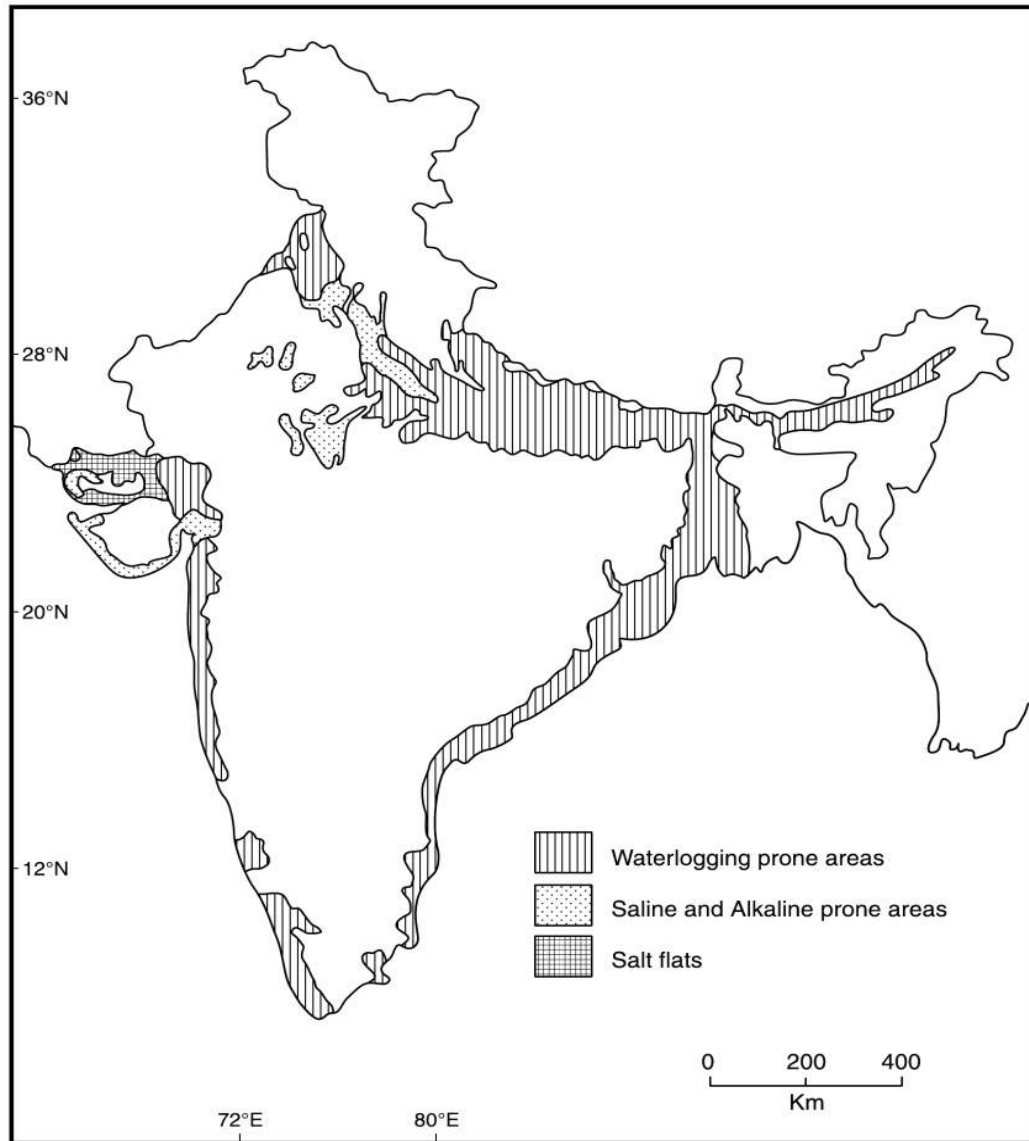 36°N
28°N
20°N
12°N
Waterlogging prone areas
Saline and Alkaline prone areas
Salt flats
0 200 400
Km
72°E 80°E